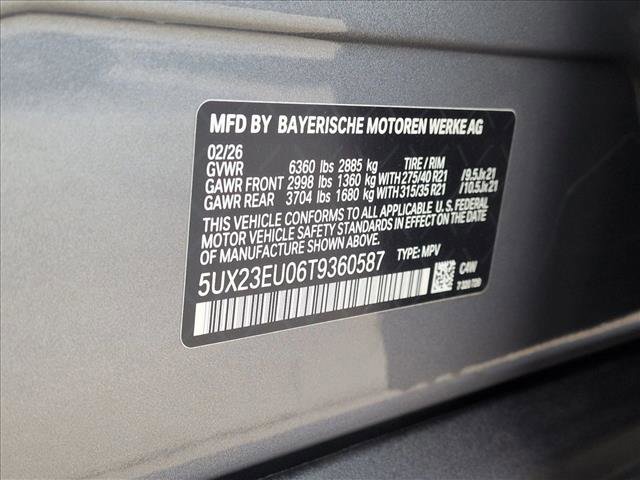 MFD BY BAYERISCHE MOTOREN WERKE AG
02/26
GVWR 6360 lbs 2885 kg TIRE / RIM
GAWR FRONT 2998 lbs 1360 kg WITH 275/40 R21 /9.5Jx21
GAWR REAR 3704 lbs 1680 kg WITH 315/35 R21 /10.5Jx21
THIS VEHICLE CONFORMS TO ALL APPLICABLE U.S. FEDERAL
MOTOR VEHICLE SAFETY STANDARDS IN EFFECT ON THE DATE
OF MANUFACTURE SHOWN ABOVE.
5UX23EU06T9360587 TYPE: MPV
C4W